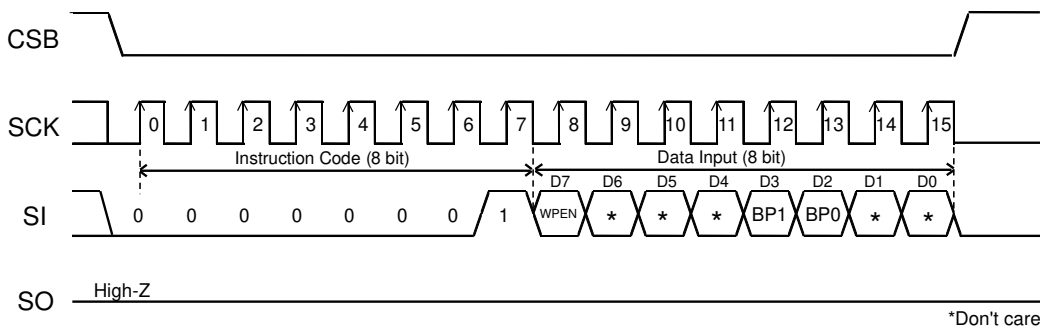 CSB
SCK 0 1 2 3 4 5 6 7 8 9 10 11 12 13 14 15
Instruction Code (8 bit) Data Input (8 bit)
D7 D6 D5 D4 D3 D2 D1 D0
SI 0 0 0 0 0 0 0 1 WPEN * * * BP1 BP0 * *
High-Z
SO
*Don't care